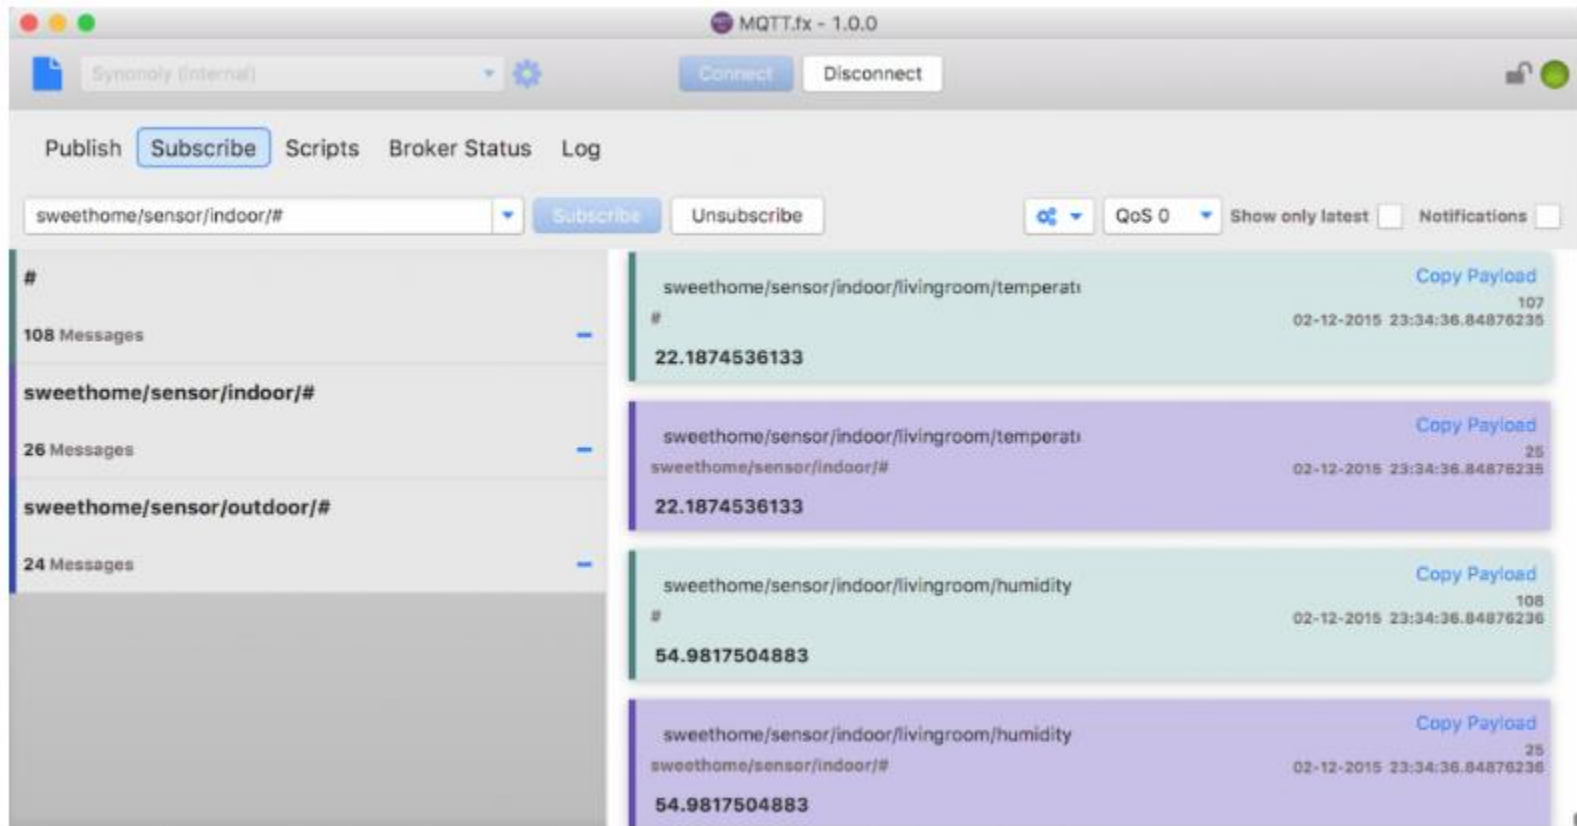 MQTT.fx - 1.0.0
Synomoly (internal)
Connect Disconnect
Publish Subscribe Scripts Broker Status Log
sweethome/sensor/indoor/# Subscribe Unsubscribe QoS 0 Show only latest Notifications
#
108 Messages
sweethome/sensor/indoor/#
26 Messages
sweethome/sensor/outdoor/#
24 Messages
sweethome/sensor/indoor/livingroom/temperatu Copy Payload
107
# 02-12-2015 23:34:36.84876235
22.1874536133
sweethome/sensor/indoor/livingroom/temperatu Copy Payload
25
sweethome/sensor/indoor/# 02-12-2015 23:34:36.84876235
22.1874536133
sweethome/sensor/indoor/livingroom/humidity Copy Payload
108
# 02-12-2015 23:34:36.84876236
54.9817504883
sweethome/sensor/indoor/livingroom/humidity Copy Payload
25
sweethome/sensor/indoor/# 02-12-2015 23:34:36.84876236
54.9817504883